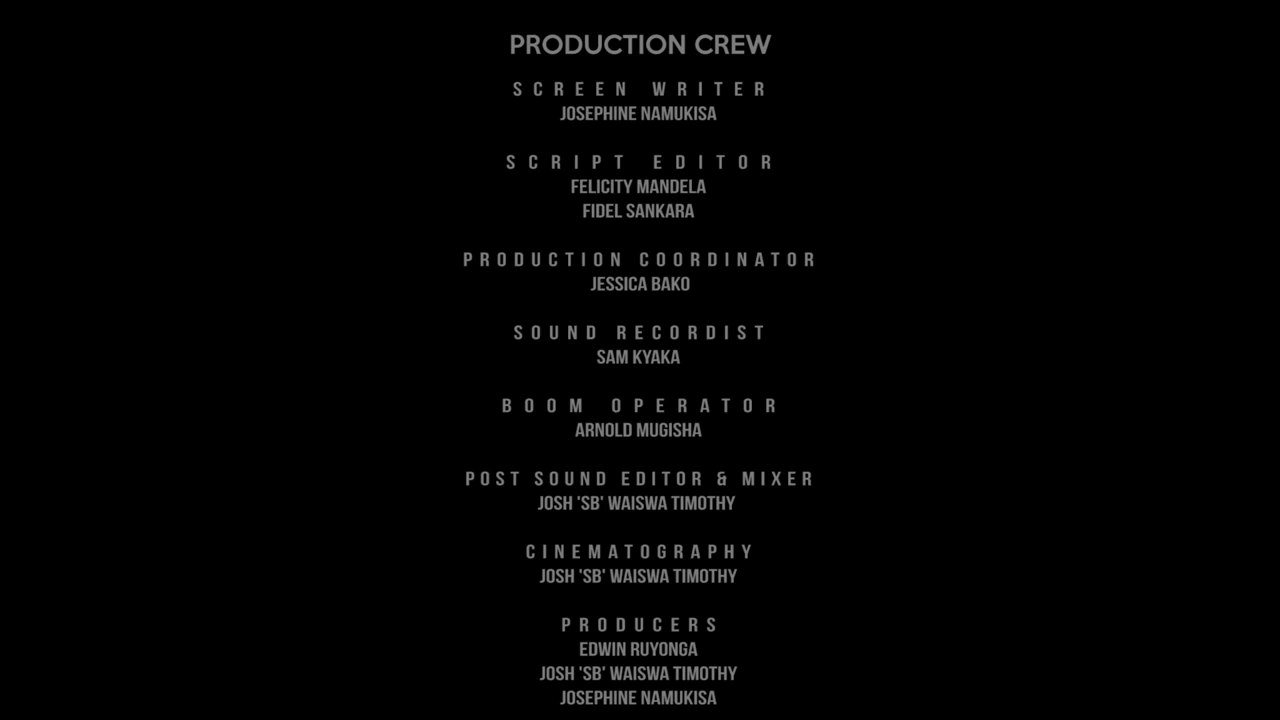 PRODUCTION CREW
SCREEN WRITER
JOSEPHINE NAMUKISA
SCRIPT EDITOR
FELICITY MANDELA
FIDEL SANKARA
PRODUCTION COORDINATOR
JESSICA BAKO
SOUND RECORDIST
SAM KYAKA
BOOM OPERATOR
ARNOLD MUGISHA
POST SOUND EDITOR & MIXER
JOSH 'SB' WAISWA TIMOTHY
CINEMATOGRAPHY
JOSH 'SB' WAISWA TIMOTHY
PRODUCERS
EDWIN RUYONGA
JOSH 'SB' WAISWA TIMOTHY
JOSEPHINE NAMUKISA